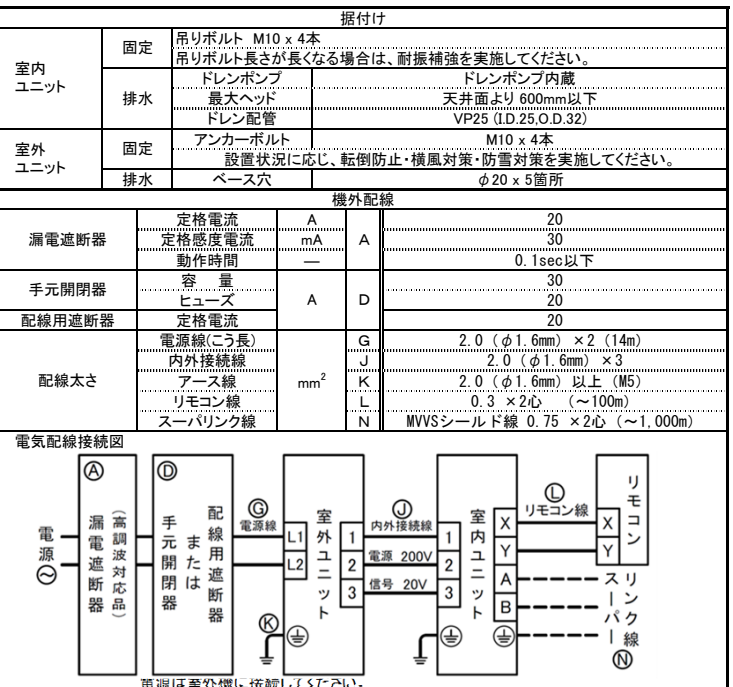 据付け
室内
ユニット
固定
吊りボルト M10 x 4本
吊りボルト長さが長くなる場合は、耐振補強を実施してください。
排水
ドレンポンプ ドレンポンプ内蔵
最大ヘッド 天井面より 600mm以下
ドレン配管 VP25 (I.D.25,O.D.32)
室外
ユニット
固定
アンカーボルト M10 x 4本
設置状況に応じ、転倒防止・横風対策・防雪対策を実施してください。
排水 ベース穴 φ20 x 5箇所
機外配線
漏電遮断器
定格電流 A 20
定格感度電流 mA A 30
動作時間 — 0.1sec以下
手元開閉器
容 量 30
ヒューズ A D 20
配線用遮断器 定格電流 20
配線太さ
電源線(こう長) G 2.0 (φ1.6mm) ×2 (14m)
内外接続線 J 2.0 (φ1.6mm) ×3
アース線 mm² K 2.0 (φ1.6mm) 以上 (M5)
リモコン線 L 0.3 ×2心 (～100m)
スーパリンク線 N MVVSシールド線 0.75 ×2心 (～1,000m)
電気配線接続図
電源
Ⓐ
漏電遮断器
(高調波対応品)
Ⓓ
手元開閉器
または
配線用遮断器
Ⓖ
電源線
L1
L2
室外ユニット
1
2
3
Ⓚ
Ⓙ
内外接続線
電源 200V
信号 20V
1
2
3
室内ユニット
X
Y
A
B
Ⓛ
リモコン線
X
Y
リモコン
スーパ
リンク線
Ⓝ
電源は室外機に接続してください。